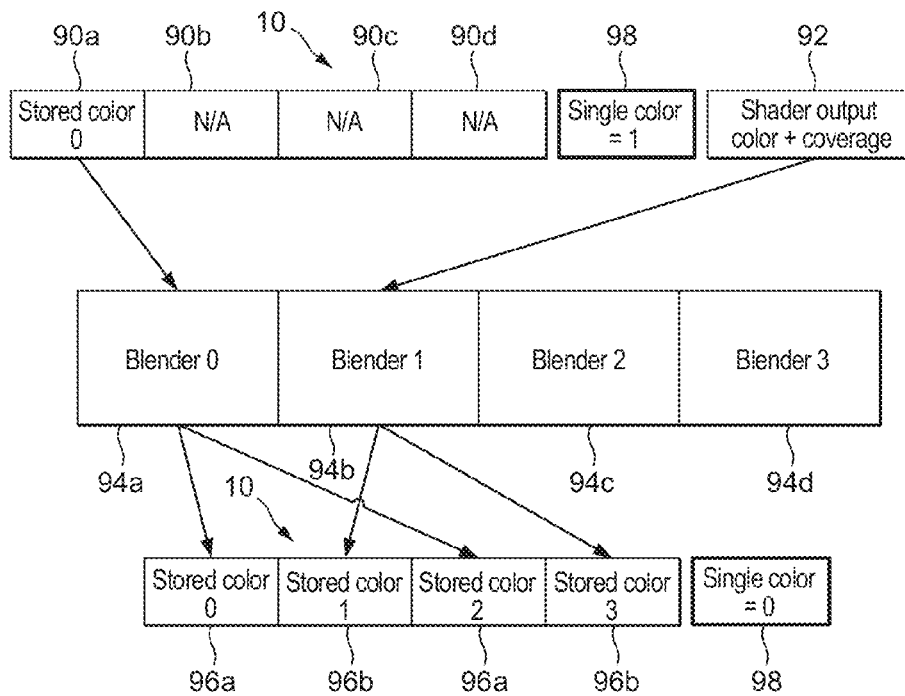 90a 90b 10 90c 90d 98 92
Stored color
0
N/A
N/A
N/A
Single color
= 1
Shader output
color + coverage
Blender 0
Blender 1
Blender 2
Blender 3
94a
94b
94c
94d
10
Stored color
0
Stored color
1
Stored color
2
Stored color
3
Single color
= 0
96a 96b 96a 96b 98